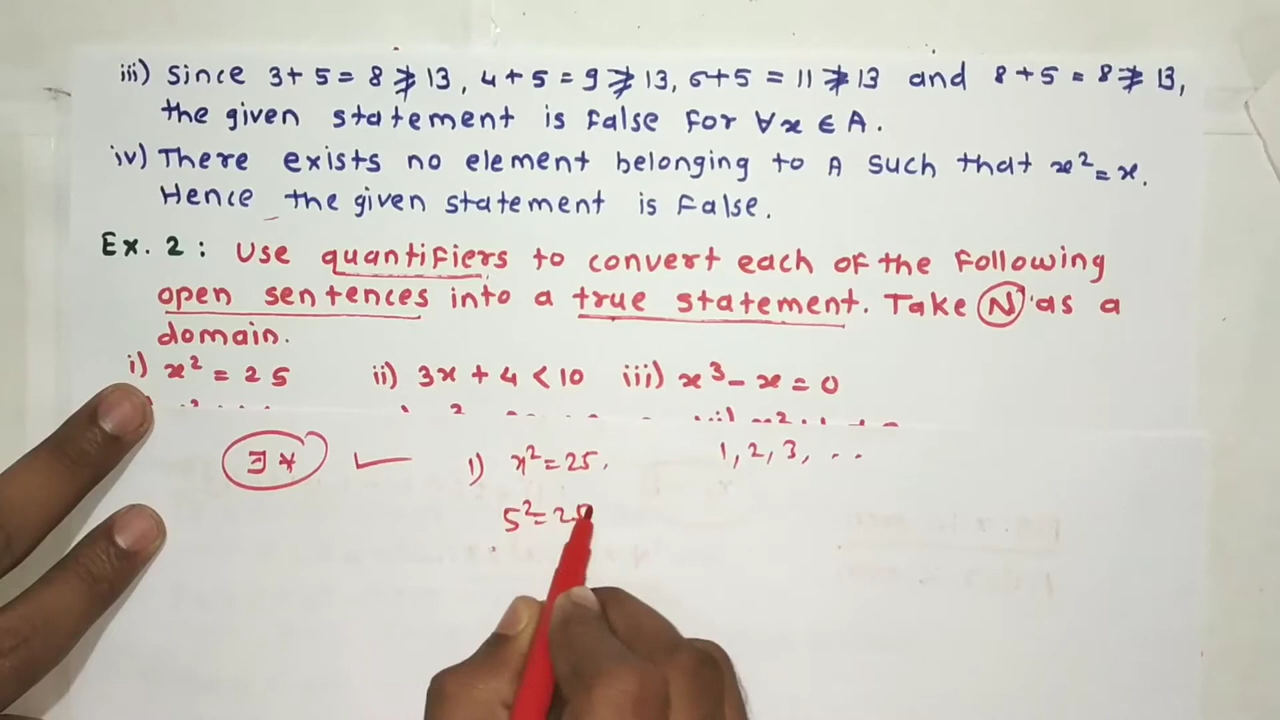 iii) Since 3+5=8≯13, 4+5=9≯13, 6+5=11≯13 and 8+5=8≯13,
the given statement is false for ∀x∈A.
iv) There exists no element belonging to A such that x²=x.
Hence the given statement is false.
Ex. 2: Use quantifiers to convert each of the following
open sentences into a true statement. Take N as a
domain.
i) x² = 25 ii) 3x + 4 < 10 iii) x³ - x = 0
∃ ∀ 1) x²=25, 1, 2, 3, ..
5²=25